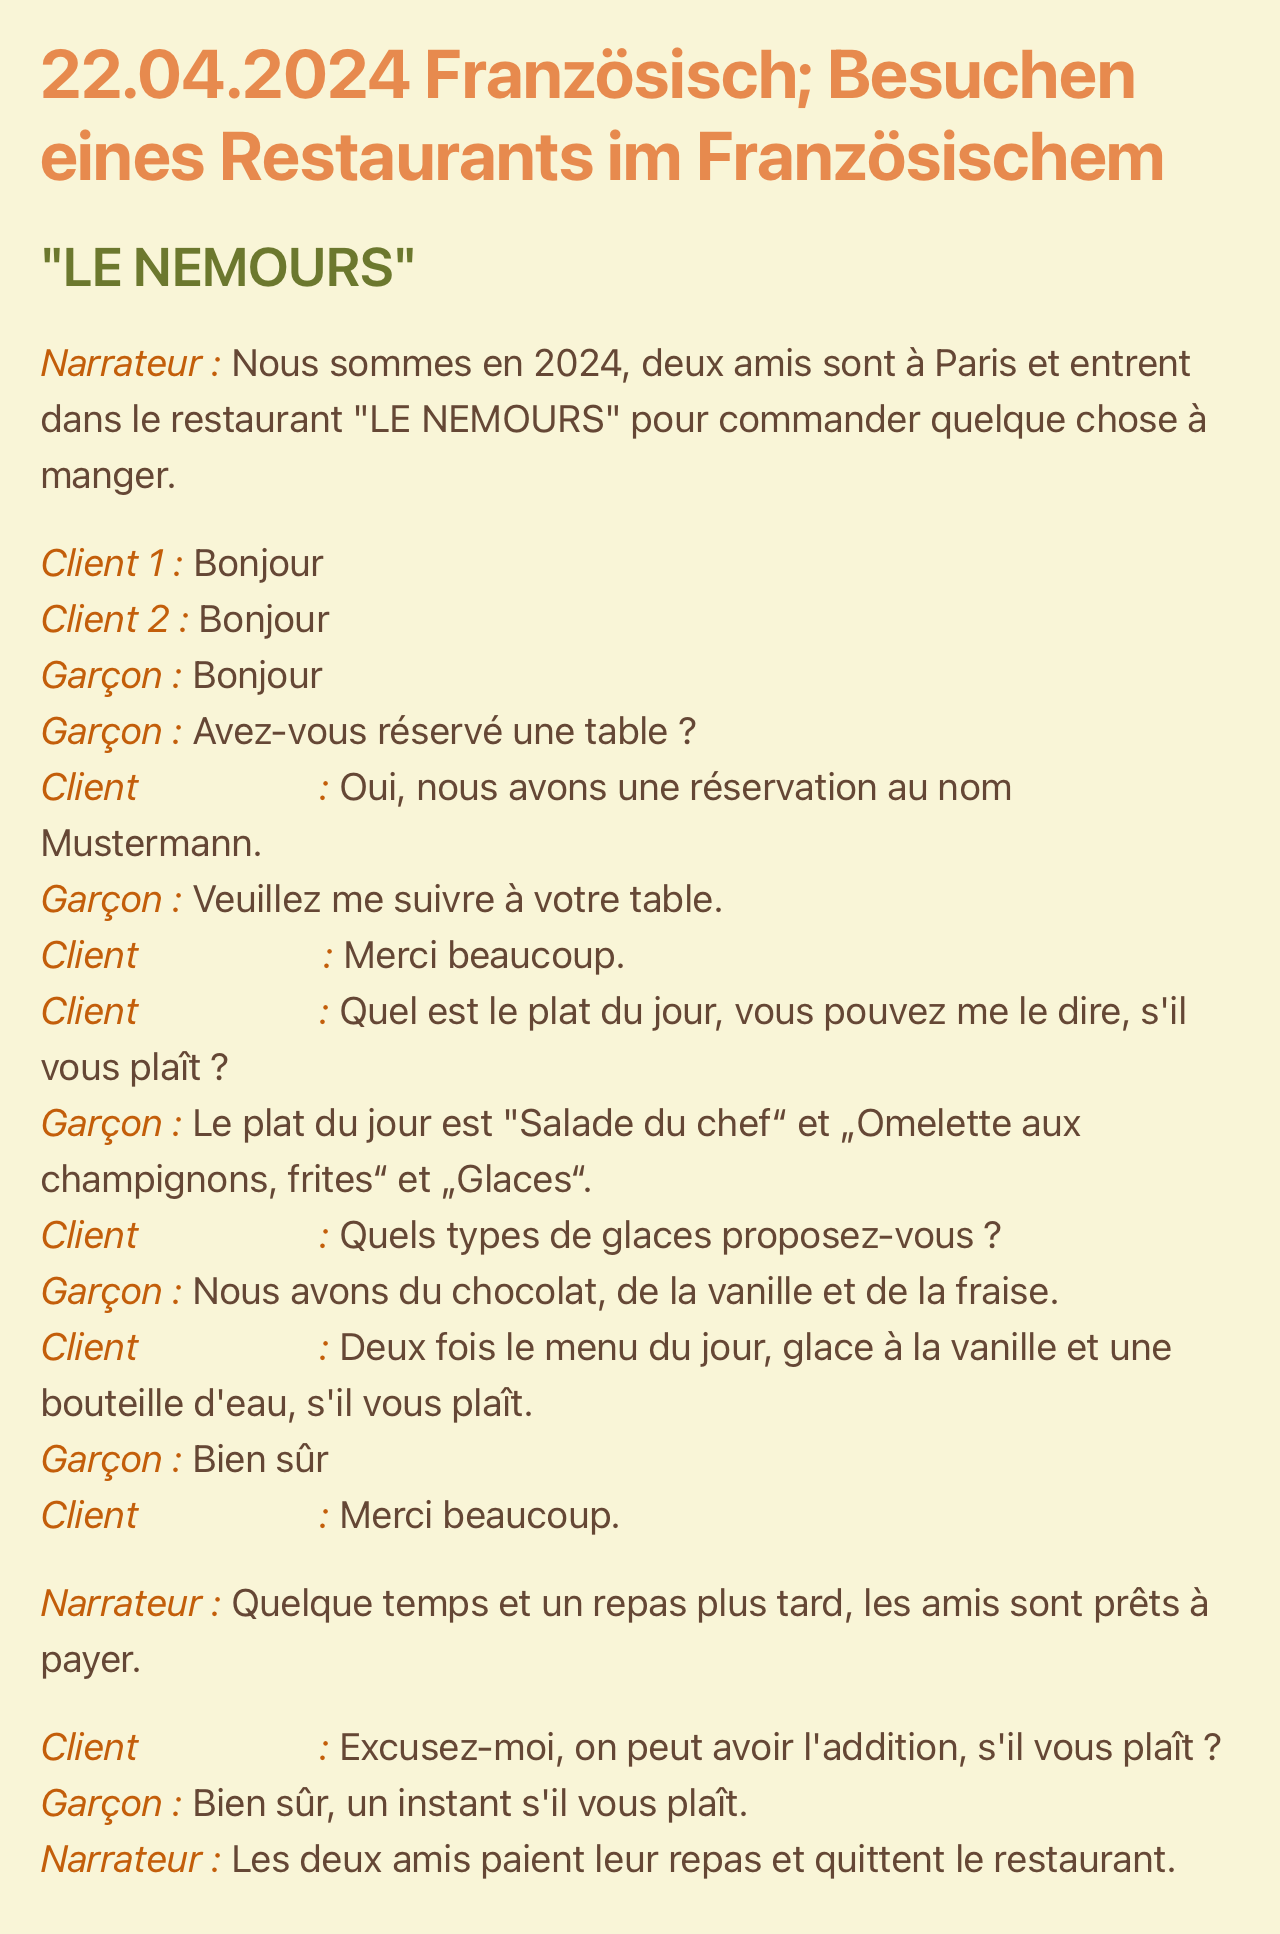 22.04.2024 Französisch; Besuchen
eines Restaurants im Französischem
"LE NEMOURS"
Narrateur : Nous sommes en 2024, deux amis sont à Paris et entrent
dans le restaurant "LE NEMOURS" pour commander quelque chose à
manger.
Client 1 : Bonjour
Client 2 : Bonjour
Garçon : Bonjour
Garçon : Avez-vous réservé une table ?
Client : Oui, nous avons une réservation au nom
Mustermann.
Garçon : Veuillez me suivre à votre table.
Client : Merci beaucoup.
Client : Quel est le plat du jour, vous pouvez me le dire, s'il
vous plaît ?
Garçon : Le plat du jour est "Salade du chef“ et „Omelette aux
champignons, frites“ et „Glaces“.
Client : Quels types de glaces proposez-vous ?
Garçon : Nous avons du chocolat, de la vanille et de la fraise.
Client : Deux fois le menu du jour, glace à la vanille et une
bouteille d'eau, s'il vous plaît.
Garçon : Bien sûr
Client : Merci beaucoup.
Narrateur : Quelque temps et un repas plus tard, les amis sont prêts à
payer.
Client : Excusez-moi, on peut avoir l'addition, s'il vous plaît ?
Garçon : Bien sûr, un instant s'il vous plaît.
Narrateur : Les deux amis paient leur repas et quittent le restaurant.